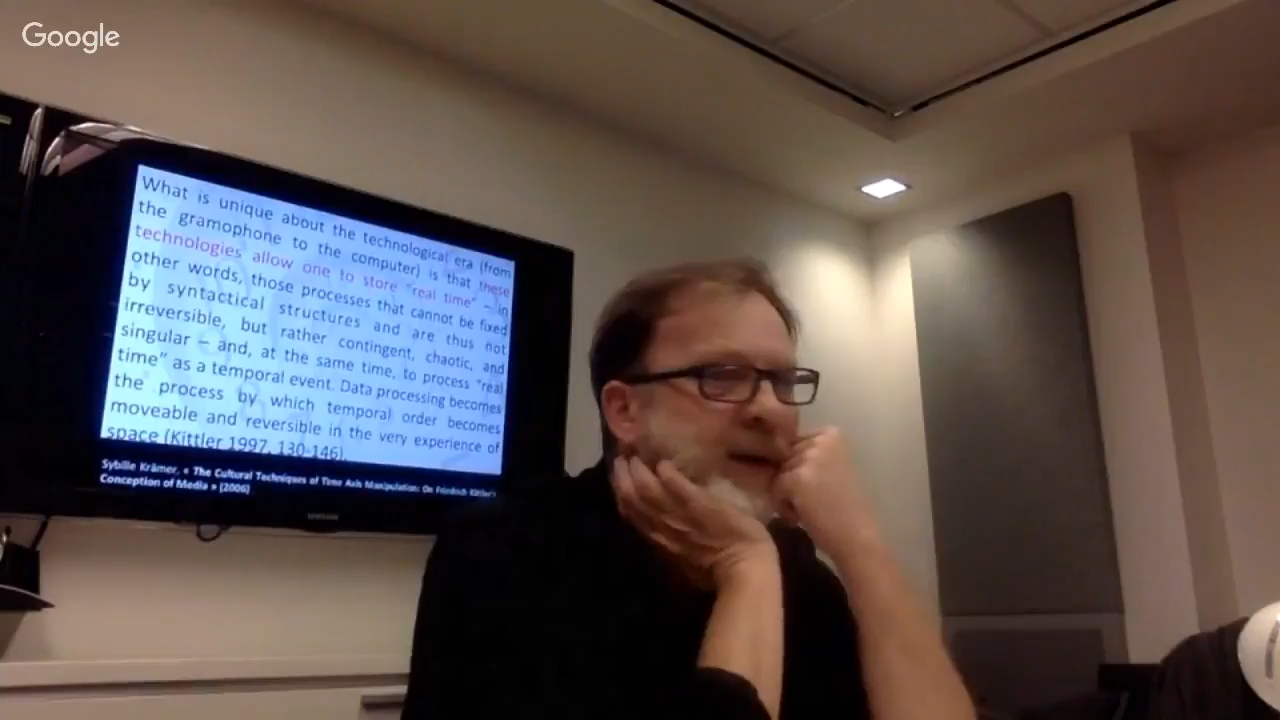 Google
What is unique about the technological era (from
the gramophone to the computer) is that these
technologies allow one to store "real time" – in
other words, those processes that cannot be fixed
by syntactical structures and are thus not
irreversible, but rather contingent, chaotic, and
singular – and, at the same time, to process "real
time" as a temporal event. Data processing becomes
the process by which temporal order becomes
moveable and reversible in the very experience of
space (Kittler 1997, 130-146).
Sybille Krämer, « The Cultural Techniques of Time Axis Manipulation: On Friedrich Kittler's
Conception of Media » (2006)
SAMSUNG